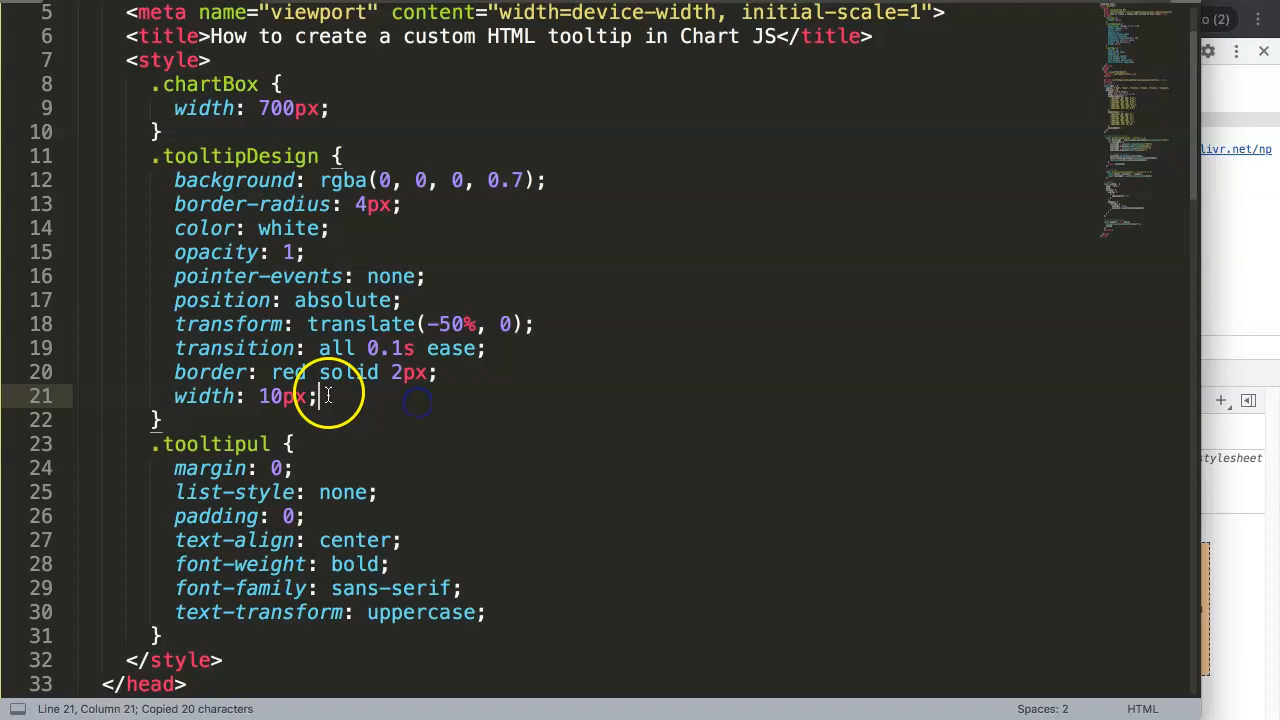 5 <meta name="viewport" content="width=device-width, initial-scale=1">
6 <title>How to create a custom HTML tooltip in Chart JS</title>
7 <style>
8 .chartBox {
9 width: 700px;
10 }
11 .tooltipDesign {
12 background: rgba(0, 0, 0, 0.7);
13 border-radius: 4px;
14 color: white;
15 opacity: 1;
16 pointer-events: none;
17 position: absolute;
18 transform: translate(-50%, 0);
19 transition: all 0.1s ease;
20 border: red solid 2px;
21 width: 10px;
22 }
23 .tooltipul {
24 margin: 0;
25 list-style: none;
26 padding: 0;
27 text-align: center;
28 font-weight: bold;
29 font-family: sans-serif;
30 text-transform: uppercase;
31 }
32 </style>
33 </head>
Line 21, Column 21; Copied 20 characters
Spaces: 2
HTML
o (2)
livr.net/np
stylesheet